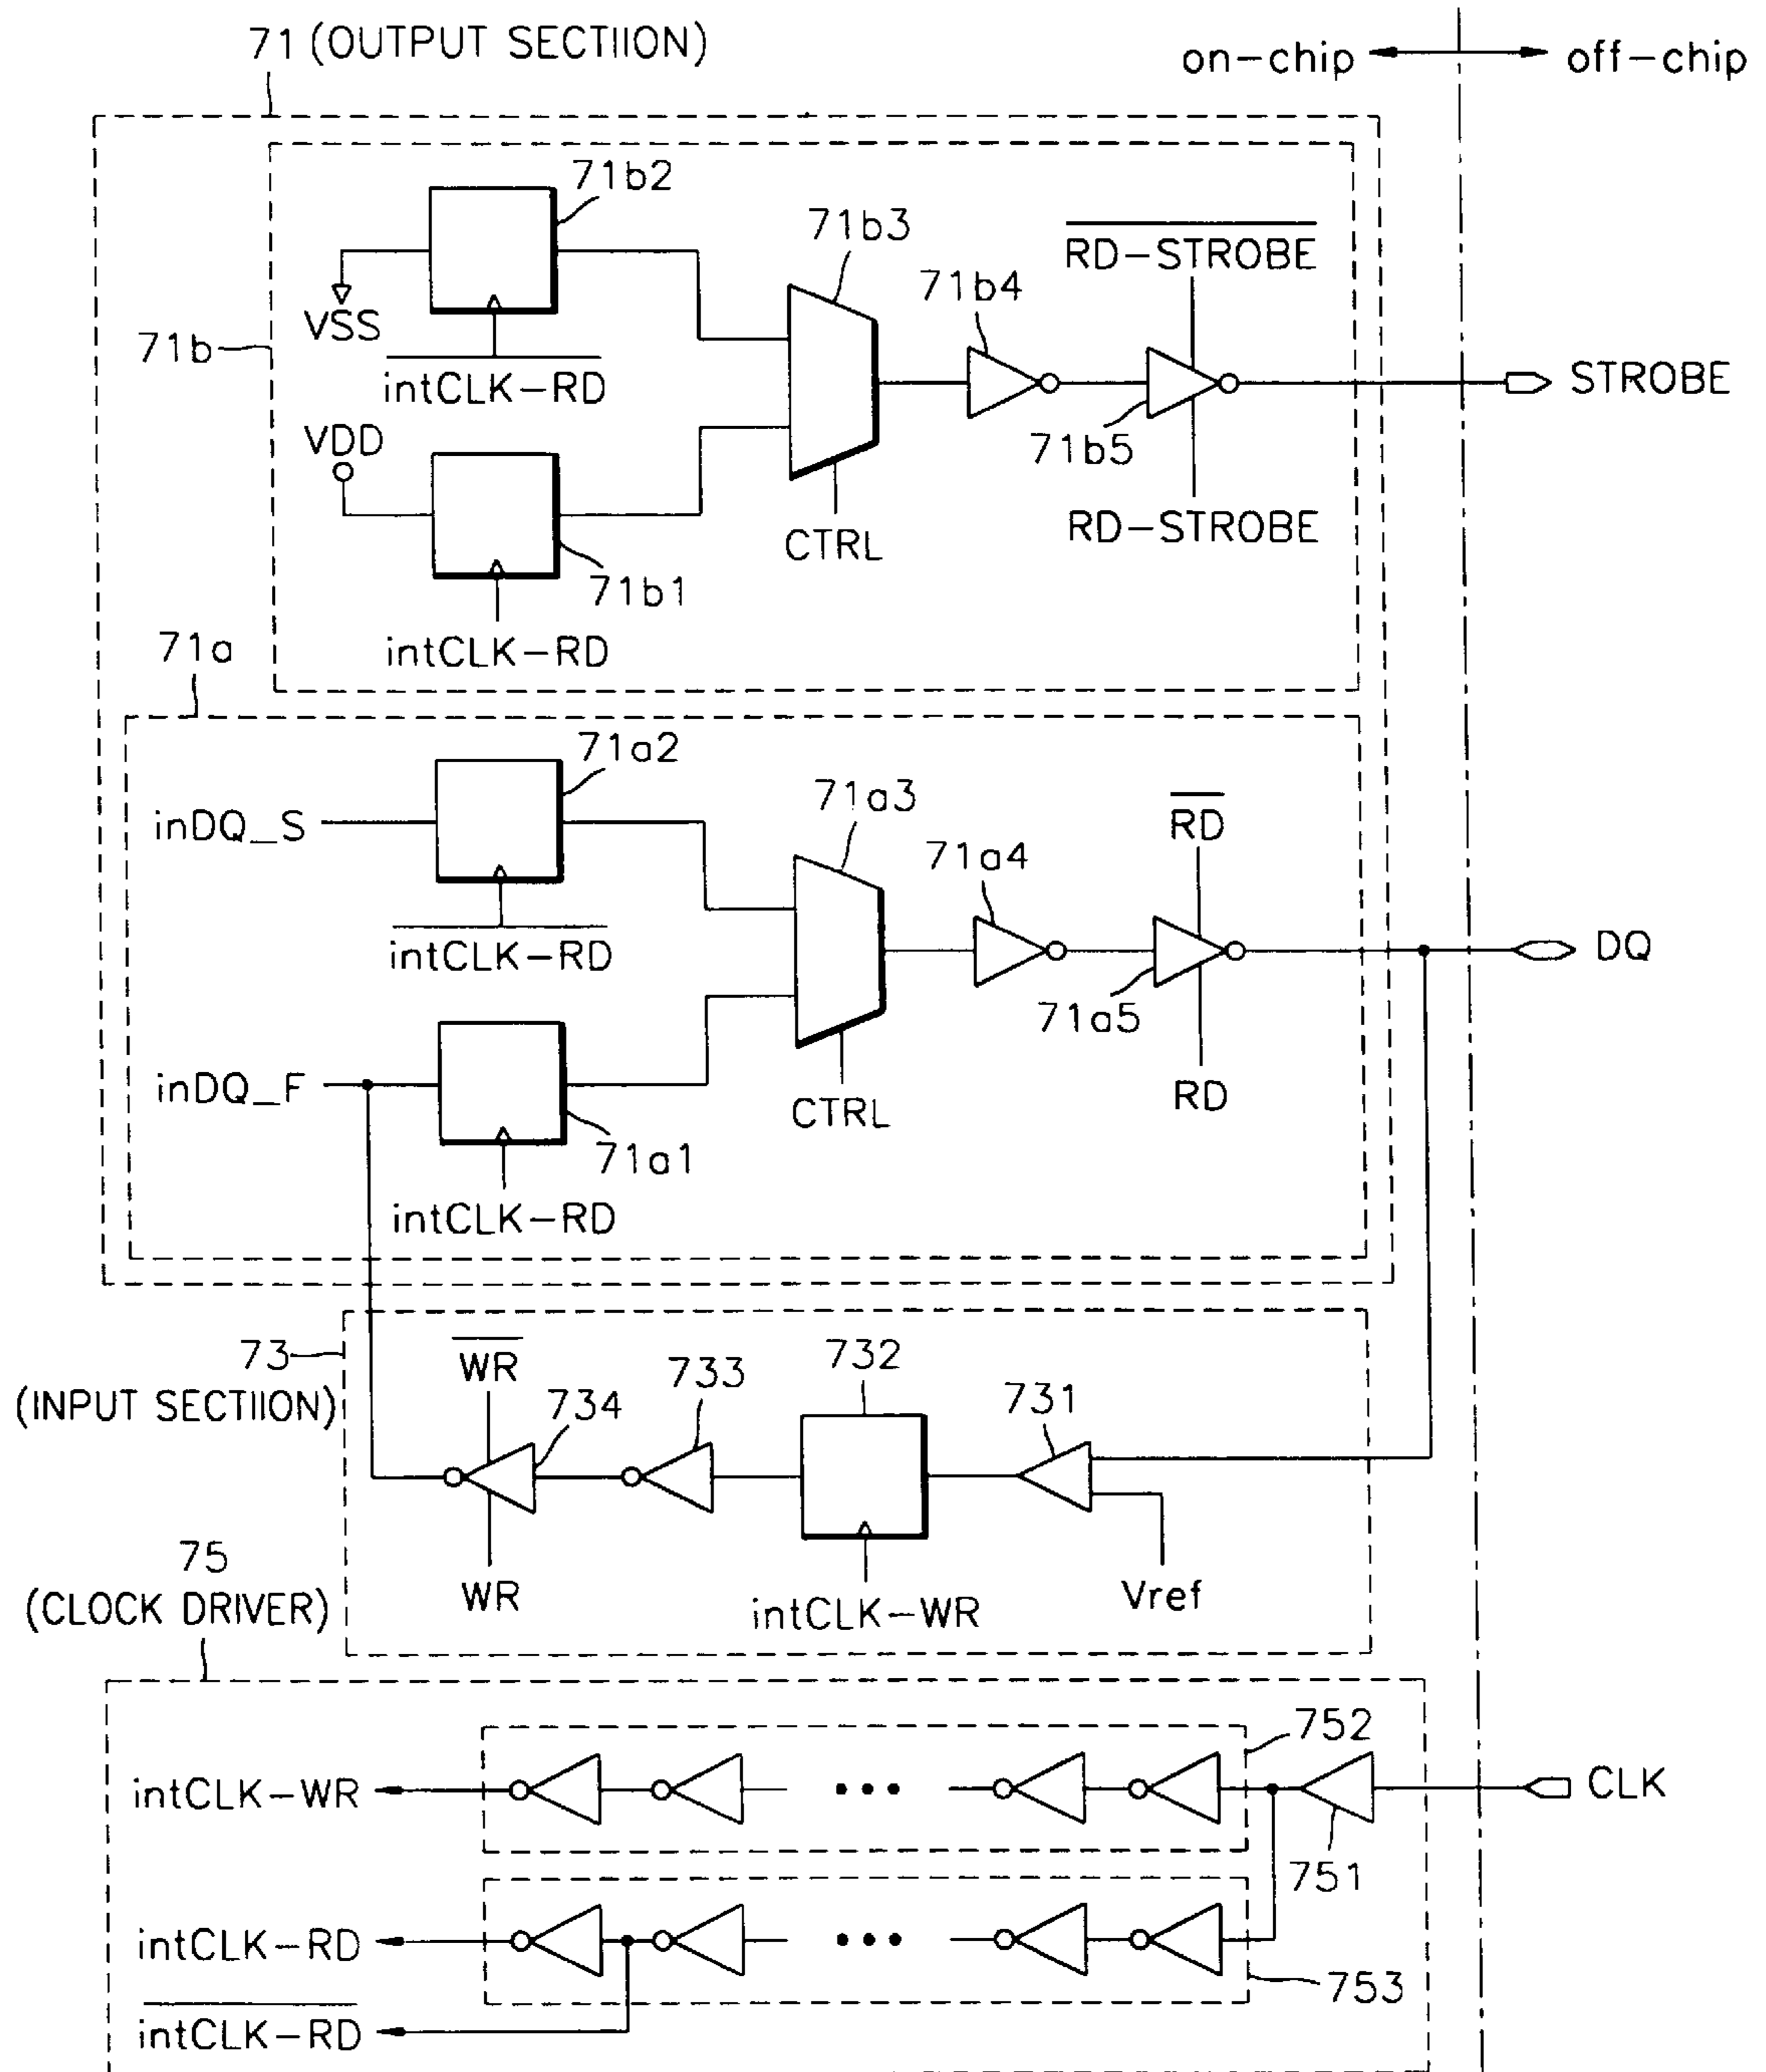 71 (OUTPUT SECTIION)
on-chip
off-chip
71b2
71b3
RD-STROBE
71b4
VSS
71b
intCLK-RD
STROBE
VDD
71b5
RD-STROBE
CTRL
71b1
intCLK-RD
71a
71a2
71a3
RD
inDQ_S
71a4
intCLK-RD
DQ
71a5
inDQ_F
RD
CTRL
71a1
intCLK-RD
73
(INPUT SECTIION)
WR
734
733
732
731
WR
intCLK-WR
Vref
75
(CLOCK DRIVER)
752
intCLK-WR
CLK
751
intCLK-RD
753
intCLK-RD